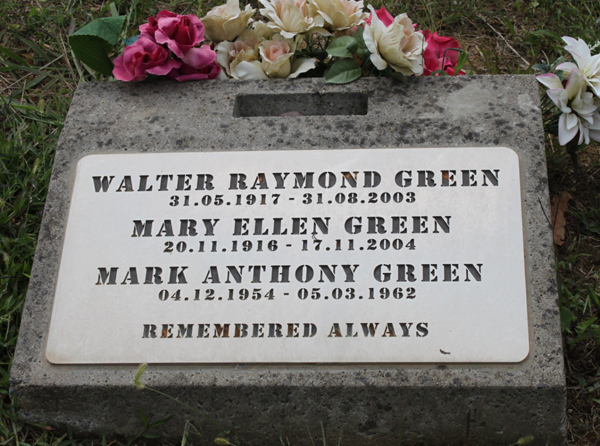 WALTER RAYMOND GREEN
31.05.1917 - 31.08.2003
MARY ELLEN GREEN
20.11.1916 - 17.11.2004
MARK ANTHONY GREEN
04.12.1954 - 05.03.1962
REMEMBERED ALWAYS